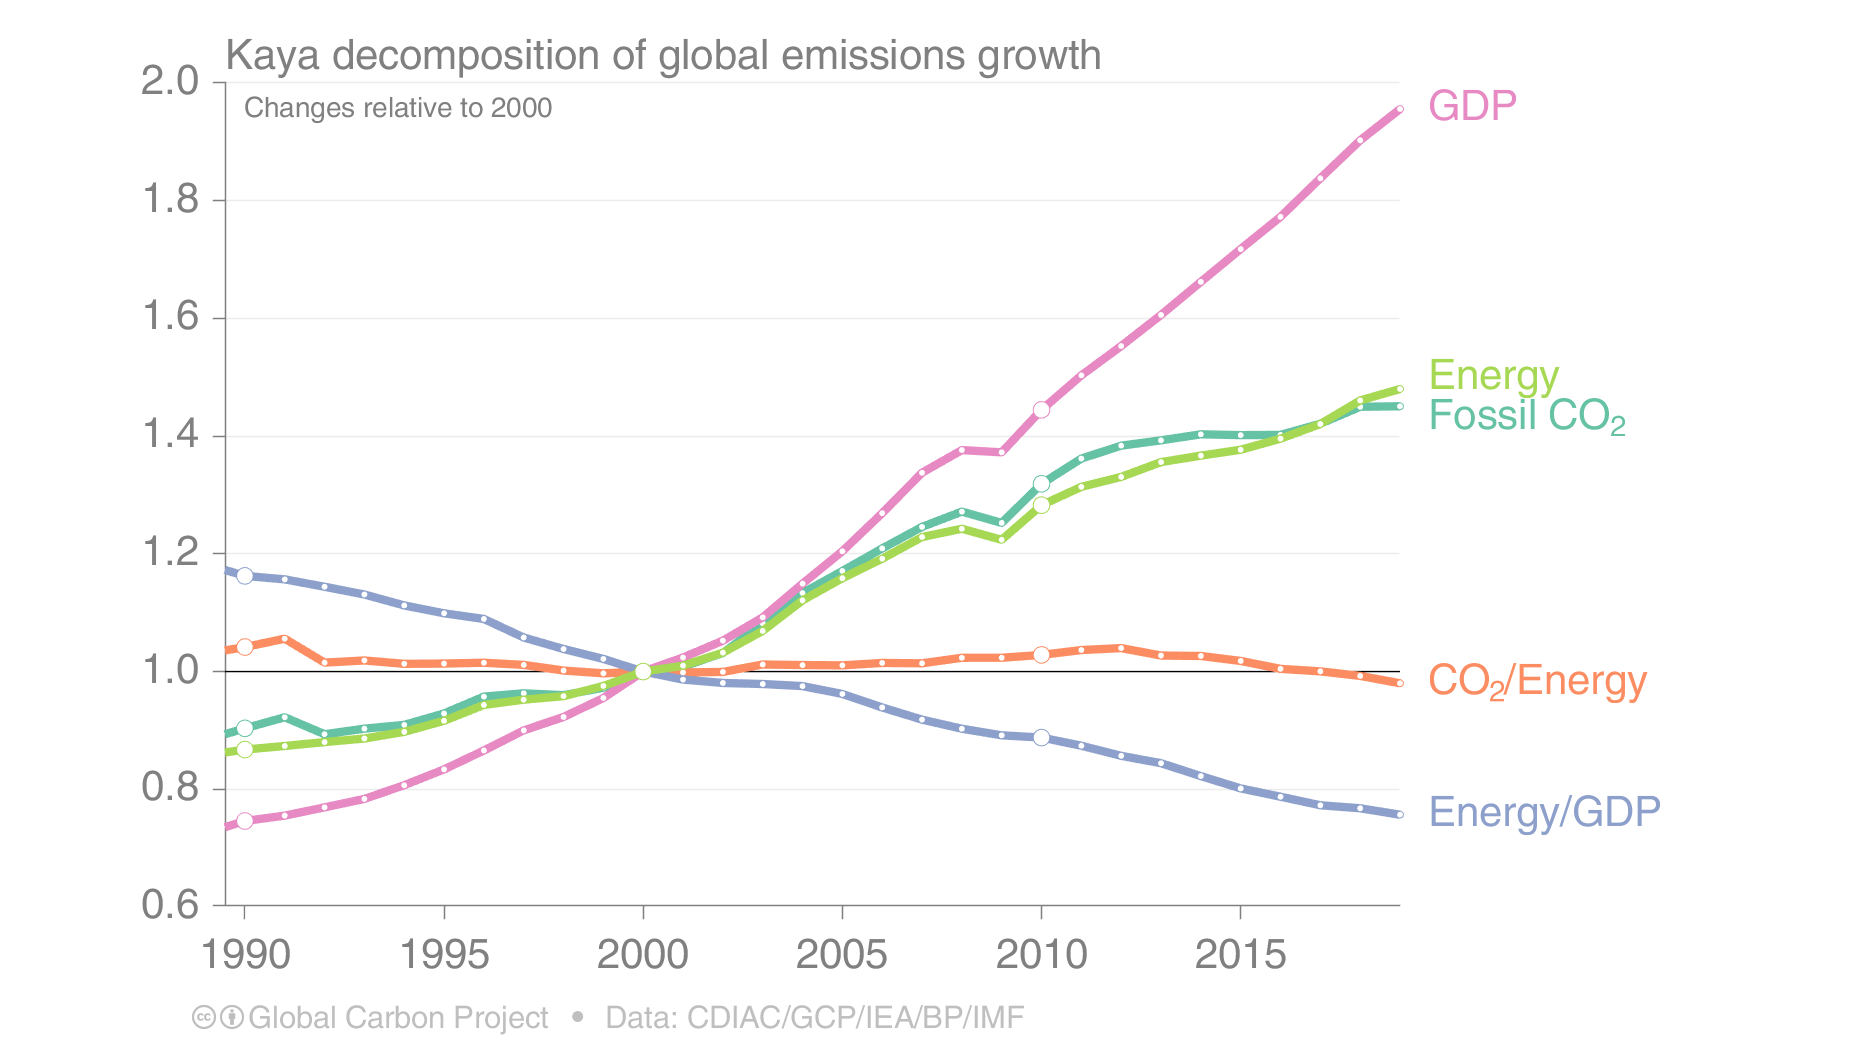 Kaya decomposition of global emissions growth
Changes relative to 2000
2.0
1.8
1.6
1.4
1.2
1.0
0.8
0.6
1990 1995 2000 2005 2010 2015
GDP
Energy
Fossil CO₂
CO₂/Energy
Energy/GDP
cc Global Carbon Project • Data: CDIAC/GCP/IEA/BP/IMF